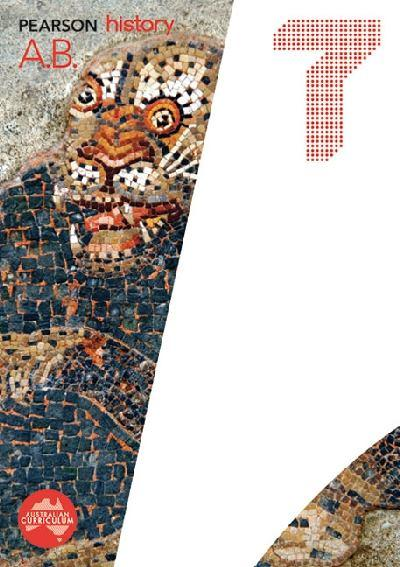 PEARSON history
A.B.
7
AUSTRALIAN
CURRICULUM